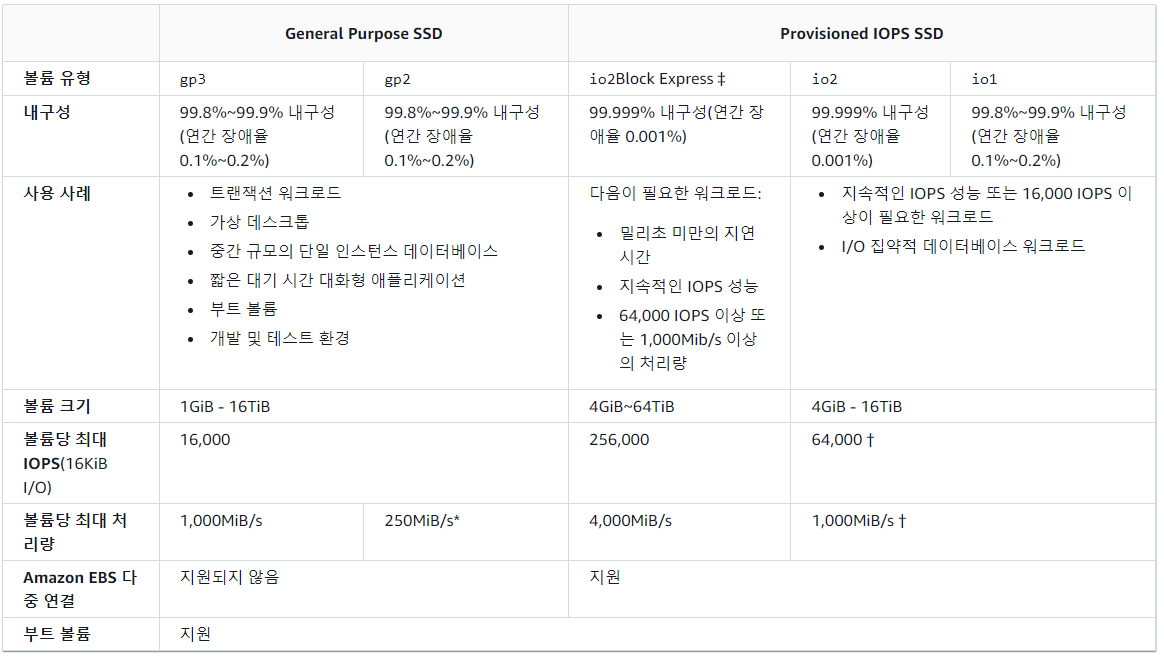 General Purpose SSD
Provisioned IOPS SSD
볼륨 유형
gp3
gp2
io2Block Express ‡
io2
io1
내구성
99.8%~99.9% 내구성
(연간 장애율
0.1%~0.2%)
99.8%~99.9% 내구성
(연간 장애율
0.1%~0.2%)
99.999% 내구성(연간 장
애율 0.001%)
99.999% 내구성
(연간 장애율
0.001%)
99.8%~99.9% 내구성
(연간 장애율
0.1%~0.2%)
사용 사례
• 트랜잭션 워크로드
• 가상 데스크톱
• 중간 규모의 단일 인스턴스 데이터베이스
• 짧은 대기 시간 대화형 애플리케이션
• 부트 볼륨
• 개발 및 테스트 환경
다음이 필요한 워크로드:
• 밀리초 미만의 지연
시간
• 지속적인 IOPS 성능
• 64,000 IOPS 이상 또
는 1,000Mib/s 이상
의 처리량
• 지속적인 IOPS 성능 또는 16,000 IOPS 이
상이 필요한 워크로드
• I/O 집약적 데이터베이스 워크로드
볼륨 크기
1GiB - 16TiB
4GiB~64TiB
4GiB - 16TiB
볼륨당 최대
IOPS(16KiB
I/O)
16,000
256,000
64,000 †
볼륨당 최대 처
리량
1,000MiB/s
250MiB/s*
4,000MiB/s
1,000MiB/s †
Amazon EBS 다
중 연결
지원되지 않음
지원
부트 볼륨
지원